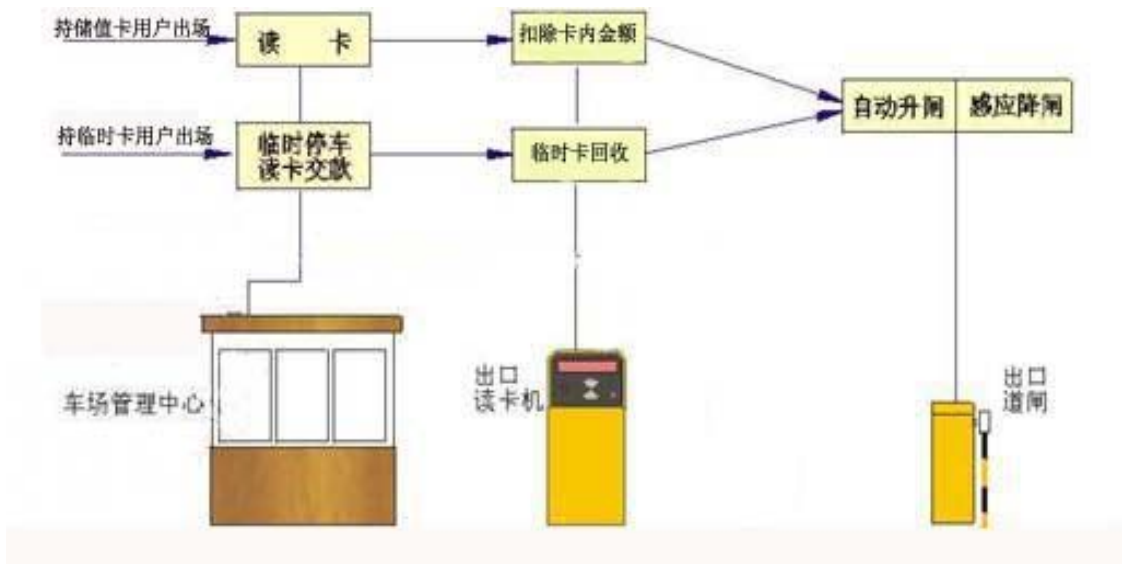 持储值卡用户出场
读 卡
扣除卡内金额
自动升闸
感应降闸
持临时卡用户出场
临时停车
读卡交款
临时卡回收
车场管理中心
出口
读卡机
出口
道闸